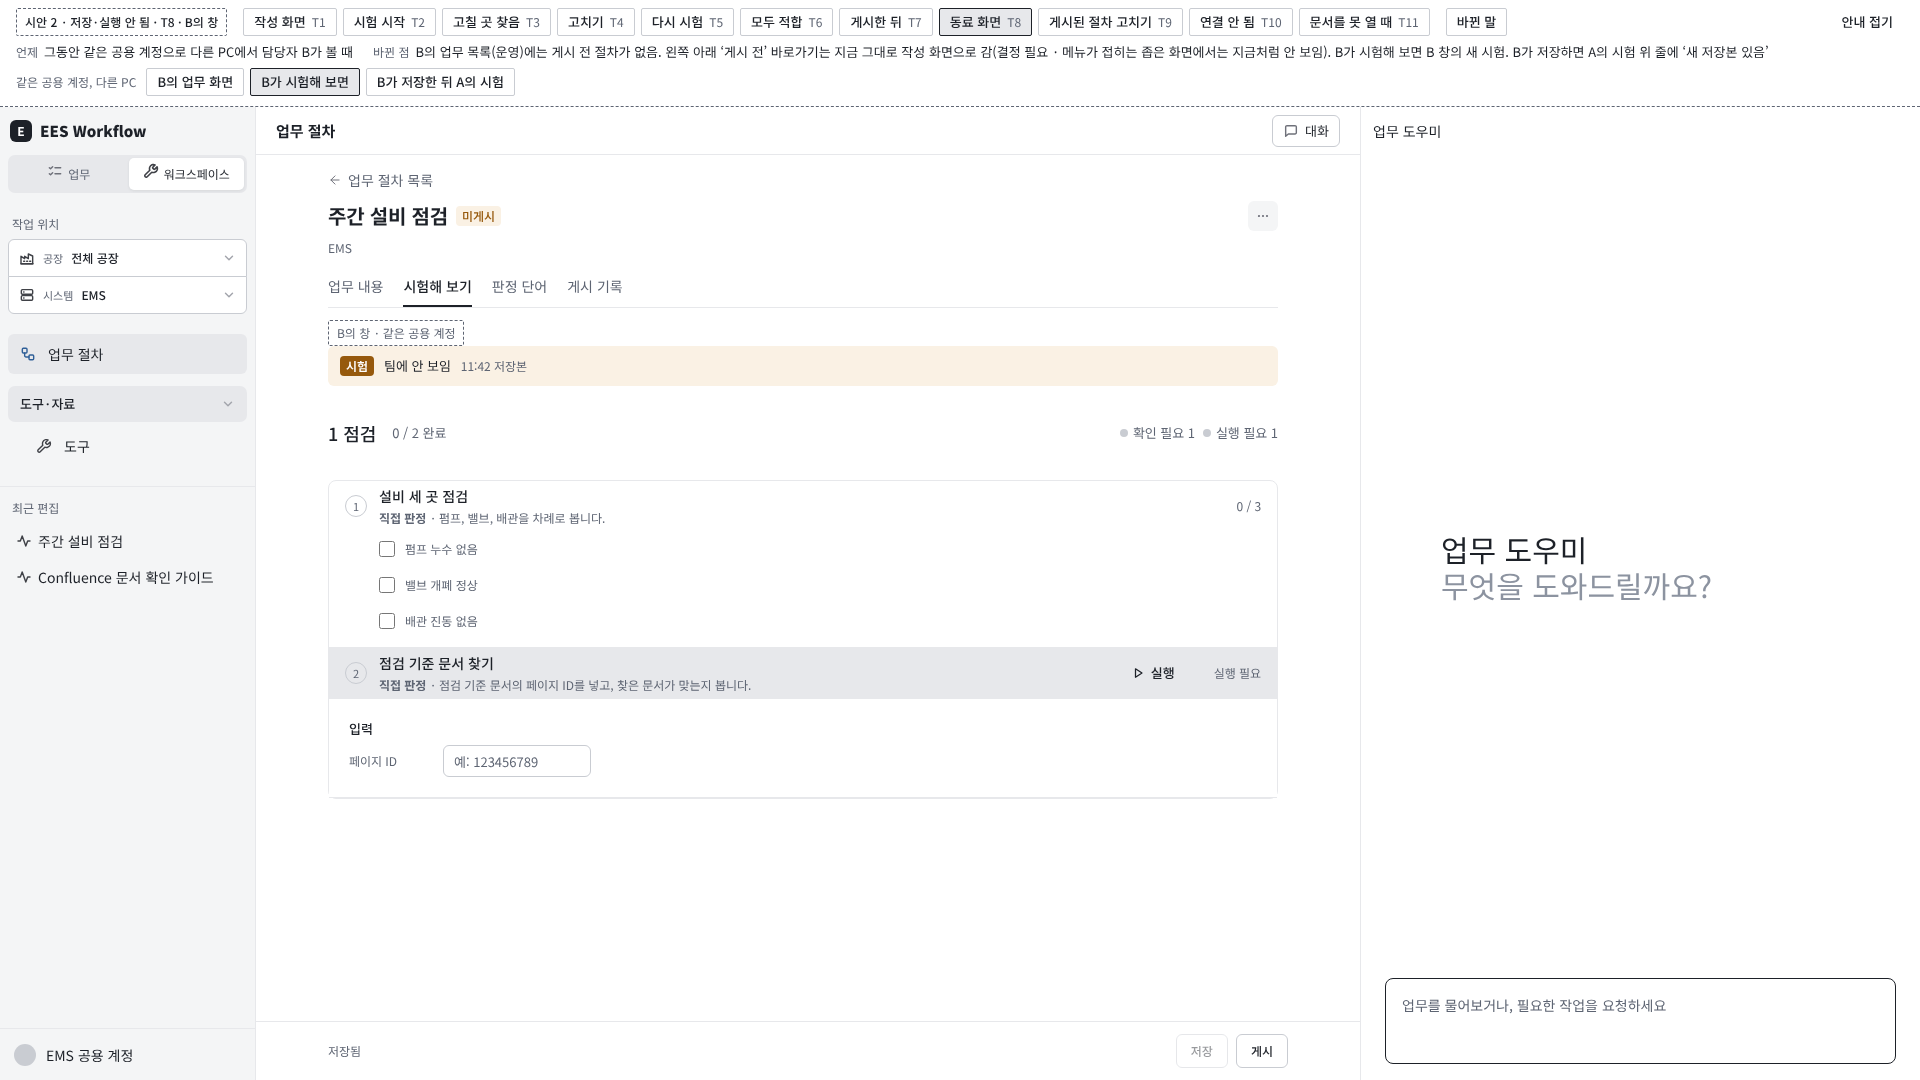 시안 2 · 저장·실행 안 됨 · T8 · B의 창
작성 화면 T1
시험 시작 T2
고칠 곳 찾음 T3
고치기 T4
다시 시험 T5
모두 적합 T6
게시한 뒤 T7
동료 화면 T8
게시된 절차 고치기 T9
연결 안 됨 T10
문서를 못 열 때 T11
바뀐 말
안내 접기
언제 그동안 같은 공용 계정으로 다른 PC에서 담당자 B가 볼 때
바뀐 점 B의 업무 목록(운영)에는 게시 전 절차가 없음. 왼쪽 아래 ‘게시 전’ 바로가기는 지금 그대로 작성 화면으로 감(결정 필요 · 메뉴가 접히는 좁은 화면에서는 지금처럼 안 보임). B가 시험해 보면 B 창의 새 시험. B가 저장하면 A의 시험 위 줄에 ‘새 저장본 있음’
같은 공용 계정, 다른 PC
B의 업무 화면
B가 시험해 보면
B가 저장한 뒤 A의 시험
E EES Workflow
업무
워크스페이스
작업 위치
공장 전체 공장
시스템 EMS
업무 절차
도구·자료
도구
최근 편집
주간 설비 점검
Confluence 문서 확인 가이드
EMS 공용 계정
업무 절차
대화
업무 절차 목록
주간 설비 점검 미게시
EMS
업무 내용
시험해 보기
판정 단어
게시 기록
B의 창 · 같은 공용 계정
시험 팀에 안 보임 11:42 저장본
1 점검 0 / 2 완료
확인 필요 1
실행 필요 1
1 설비 세 곳 점검
직접 판정 · 펌프, 밸브, 배관을 차례로 봅니다.
0 / 3
펌프 누수 없음
밸브 개폐 정상
배관 진동 없음
2 점검 기준 문서 찾기
직접 판정 · 점검 기준 문서의 페이지 ID를 넣고, 찾은 문서가 맞는지 봅니다.
실행
실행 필요
입력
페이지 ID
예: 123456789
저장됨
저장
게시
업무 도우미
업무 도우미
무엇을 도와드릴까요?
업무를 물어보거나, 필요한 작업을 요청하세요